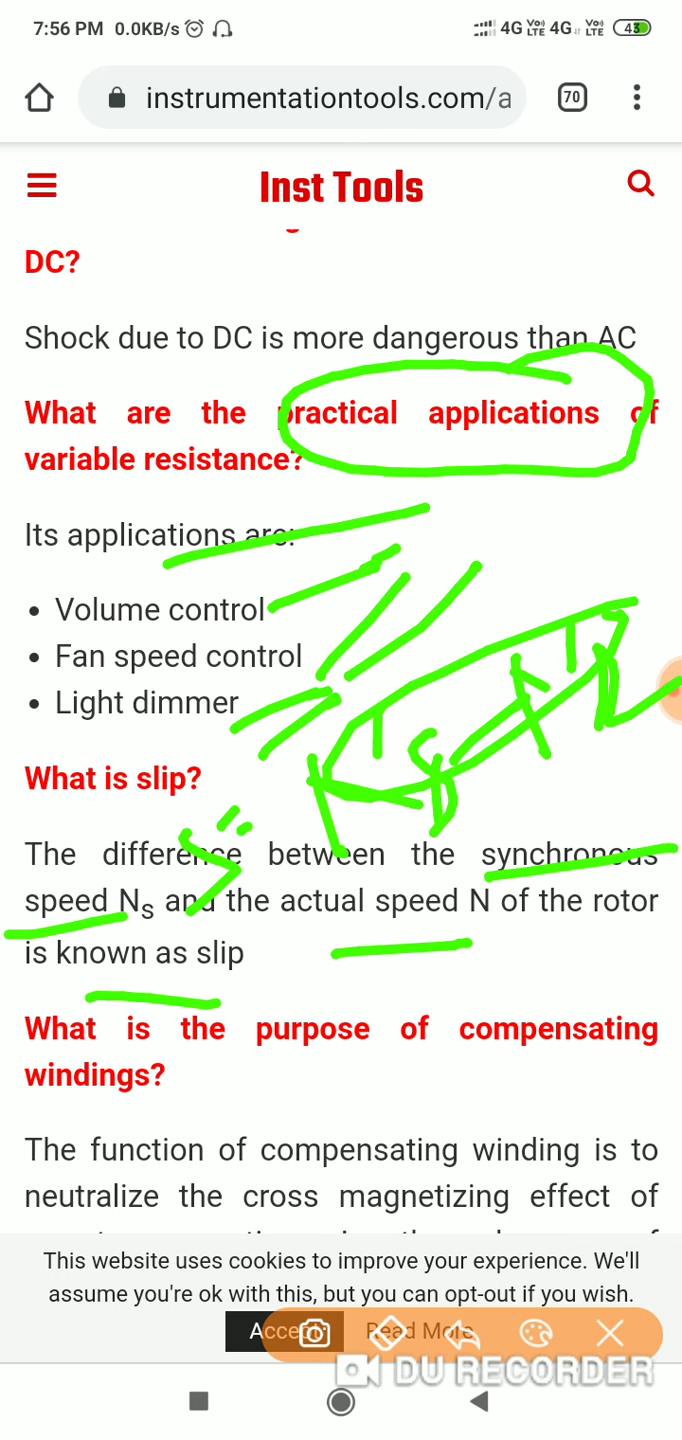 7:56 PM 0.0KB/s 4G Vo) LTE 4G Vo) LTE 43
instrumentationtools.com/a 70
Inst Tools
DC?
Shock due to DC is more dangerous than AC
What are the practical applications of
variable resistance?
Its applications are:
• Volume control
• Fan speed control
• Light dimmer
What is slip?
The difference between the synchronous
speed Ns and the actual speed N of the rotor
is known as slip
What is the purpose of compensating
windings?
The function of compensating winding is to
neutralize the cross magnetizing effect of
This website uses cookies to improve your experience. We'll
assume you're ok with this, but you can opt-out if you wish.
Accept Read More
DU RECORDER